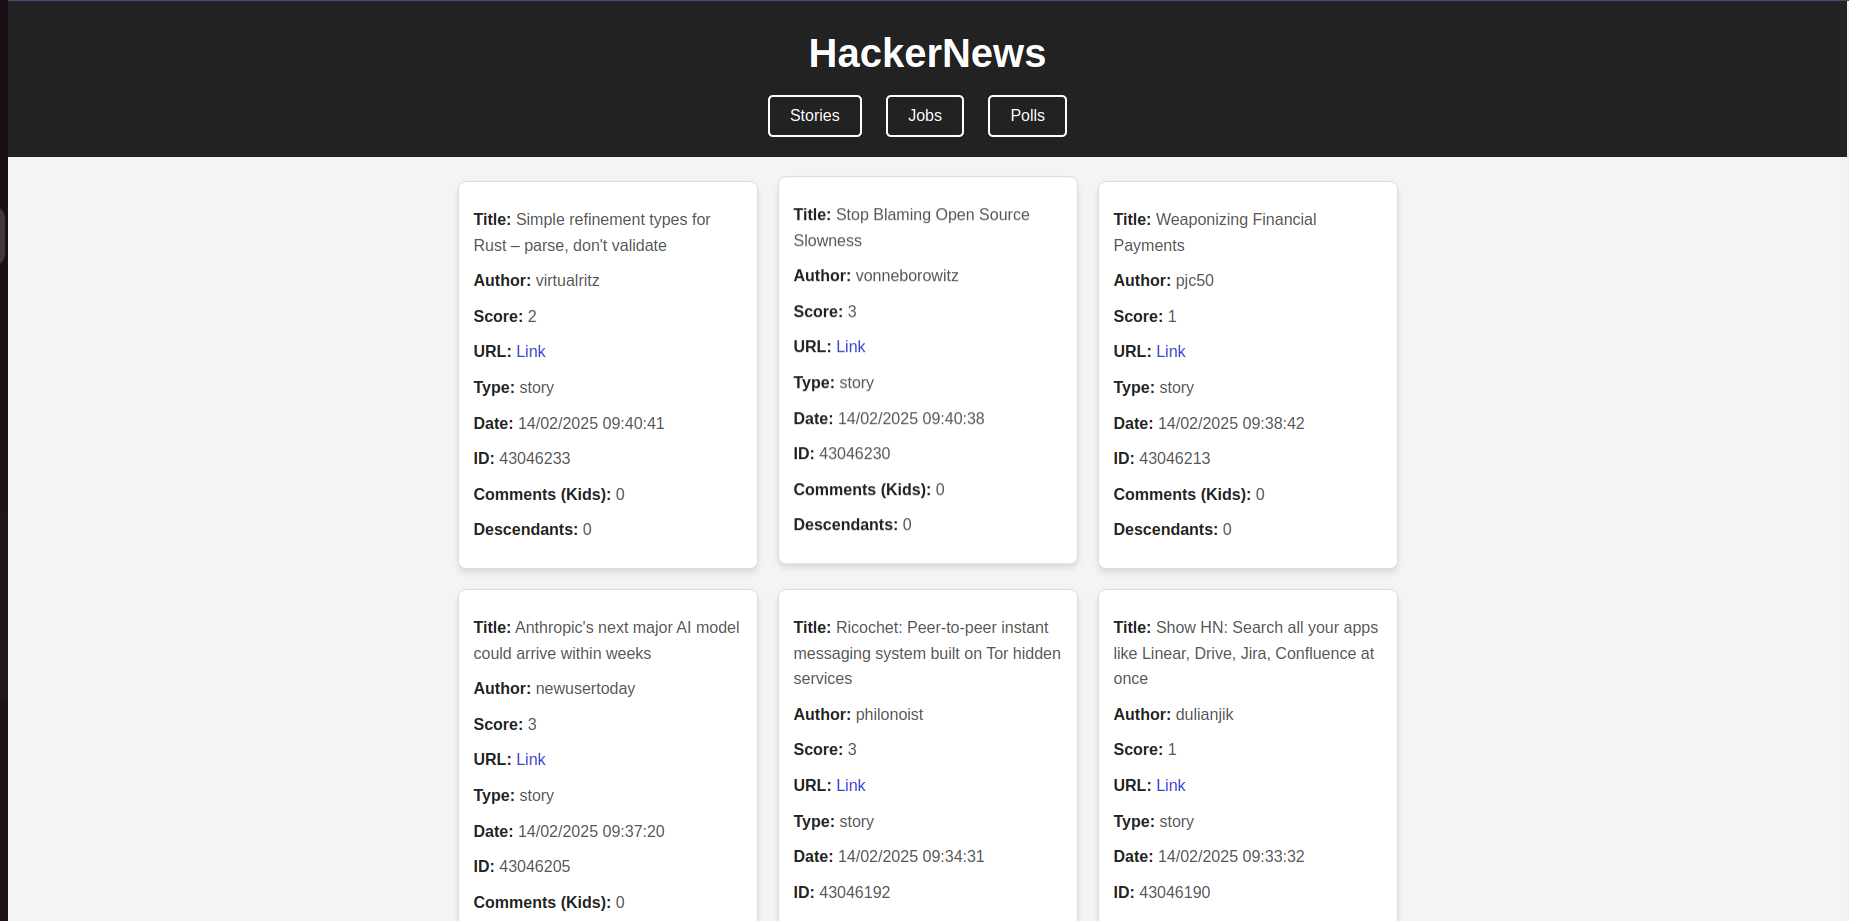 HackerNews
Stories
Jobs
Polls
Title: Simple refinement types for
Rust – parse, don't validate
Author: virtualritz
Score: 2
URL: Link
Type: story
Date: 14/02/2025 09:40:41
ID: 43046233
Comments (Kids): 0
Descendants: 0
Title: Stop Blaming Open Source
Slowness
Author: vonneborowitz
Score: 3
URL: Link
Type: story
Date: 14/02/2025 09:40:38
ID: 43046230
Comments (Kids): 0
Descendants: 0
Title: Weaponizing Financial
Payments
Author: pjc50
Score: 1
URL: Link
Type: story
Date: 14/02/2025 09:38:42
ID: 43046213
Comments (Kids): 0
Descendants: 0
Title: Anthropic's next major AI model
could arrive within weeks
Author: newusertoday
Score: 3
URL: Link
Type: story
Date: 14/02/2025 09:37:20
ID: 43046205
Comments (Kids): 0
Title: Ricochet: Peer-to-peer instant
messaging system built on Tor hidden
services
Author: philonoist
Score: 3
URL: Link
Type: story
Date: 14/02/2025 09:34:31
ID: 43046192
Title: Show HN: Search all your apps
like Linear, Drive, Jira, Confluence at
once
Author: dulianjik
Score: 1
URL: Link
Type: story
Date: 14/02/2025 09:33:32
ID: 43046190